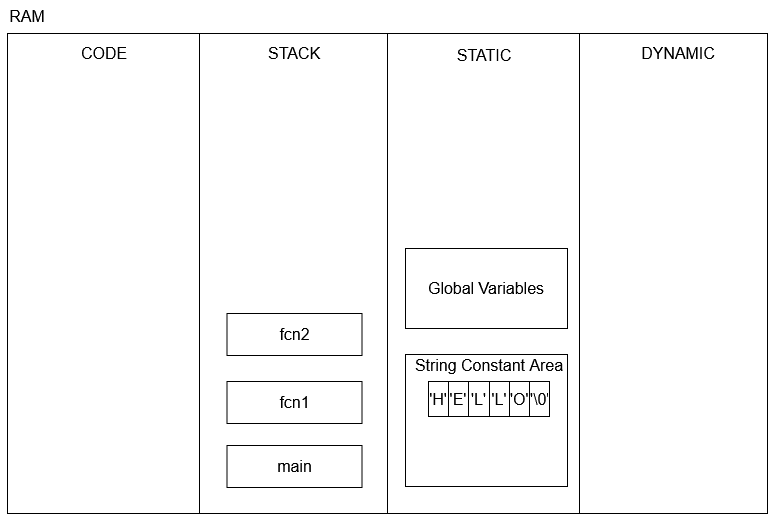 RAM
CODE STACK STATIC DYNAMIC
Global Variables
fcn2
String Constant Area
'H' 'E' 'L' 'L' 'O' '\0'
fcn1
main